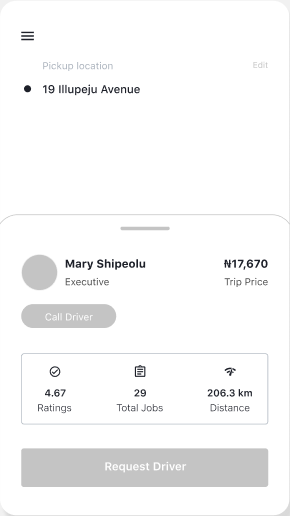 Pickup location Edit
19 Illupeju Avenue
Mary Shipeolu ₦17,670
Executive Trip Price
Call Driver
4.67 29 206.3 km
Ratings Total Jobs Distance
Request Driver